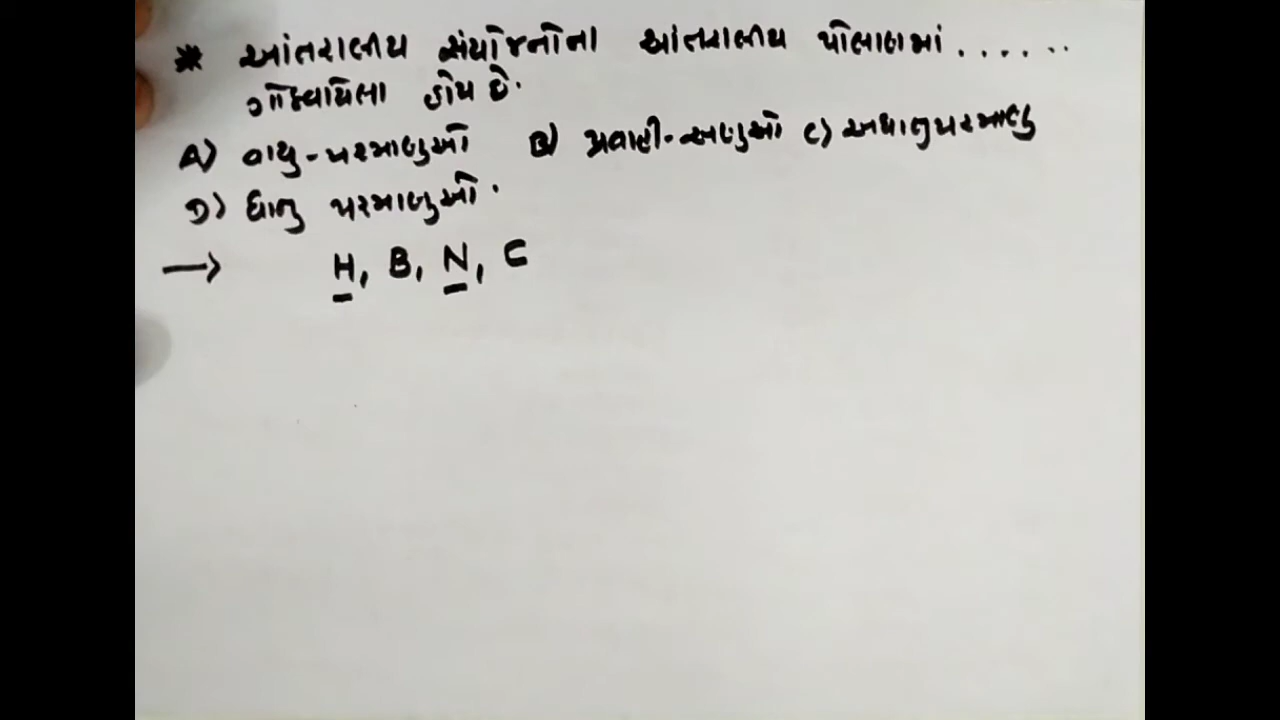 * આંતરાલીય સંયોજનોના આંતરાલીય પોલાણમાં ......
ગોઠવાયેલા હોય છે.
A) વાયુ-પરમાણુઓ B) પ્રવાહી-અણુઓ C) અધાતુપરમાણુ
D) ધાતુ પરમાણુઓ.
→ H, B, N, C